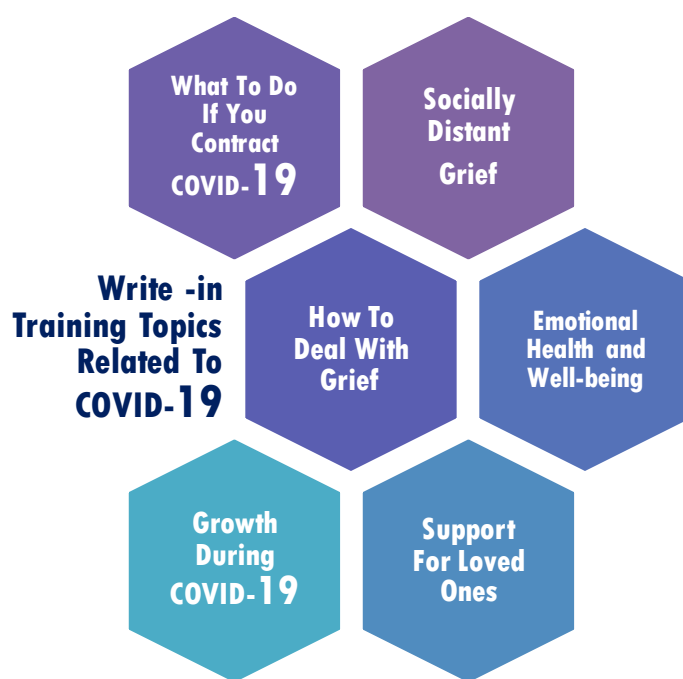 What To Do
If You
Contract
COVID-19
Socially
Distant
Grief
Write -in
Training Topics
Related To
COVID-19
How To
Deal With
Grief
Emotional
Health and
Well-being
Growth
During
COVID-19
Support
For Loved
Ones